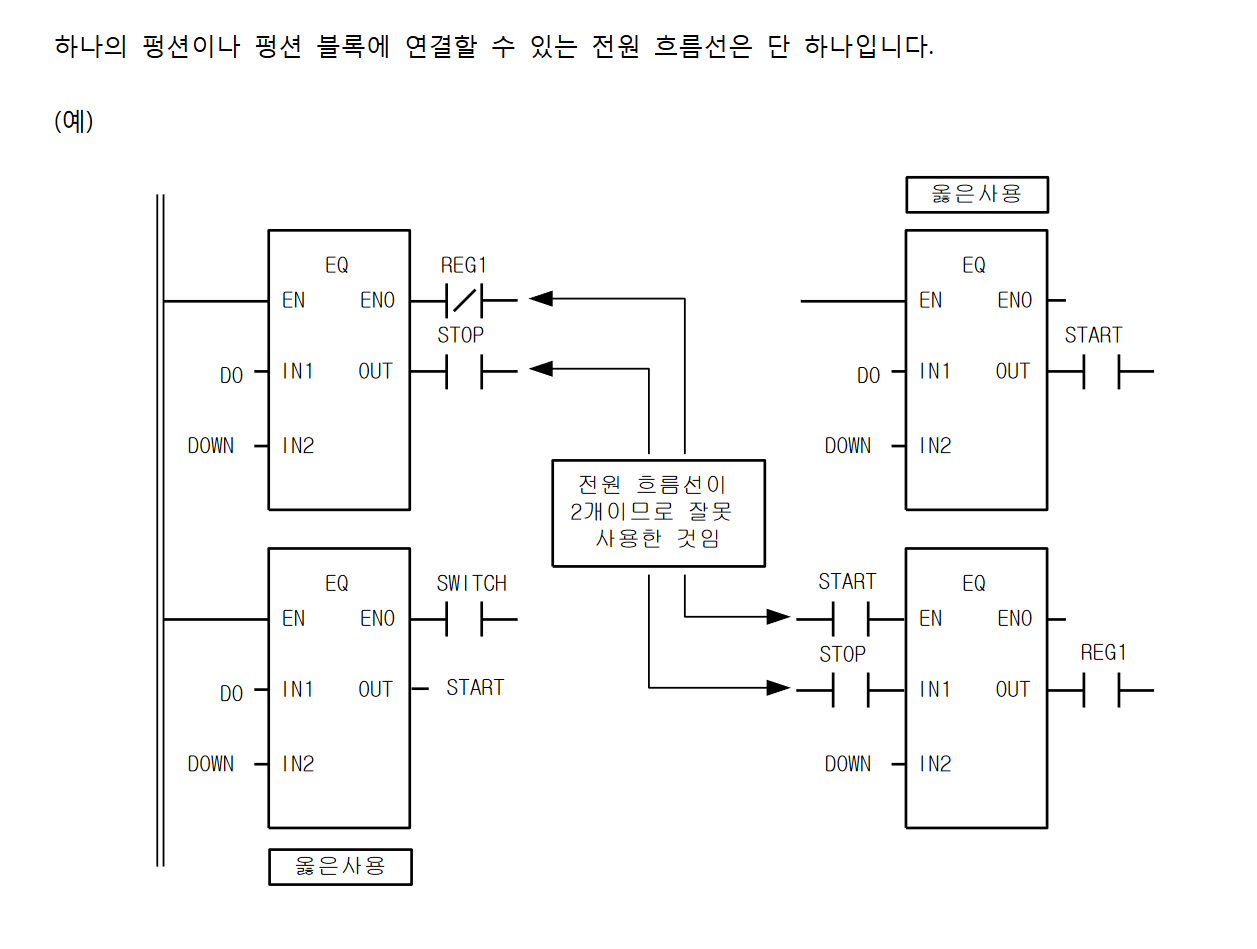 하나의 펑션이나 펑션 블록에 연결할 수 있는 전원 흐름선은 단 하나입니다.
(예)
옳은사용
EQ
REG1
EN ENO
STOP
DO IN1 OUT
DOWN IN2
EQ
EN ENO
START
DO IN1 OUT
DOWN IN2
전원 흐름선이
2개이므로 잘못
사용한 것임
EQ
SWITCH
EN ENO
DO IN1 OUT START
DOWN IN2
옳은사용
START
EQ
EN ENO
STOP
REG1
IN1 OUT
DOWN IN2